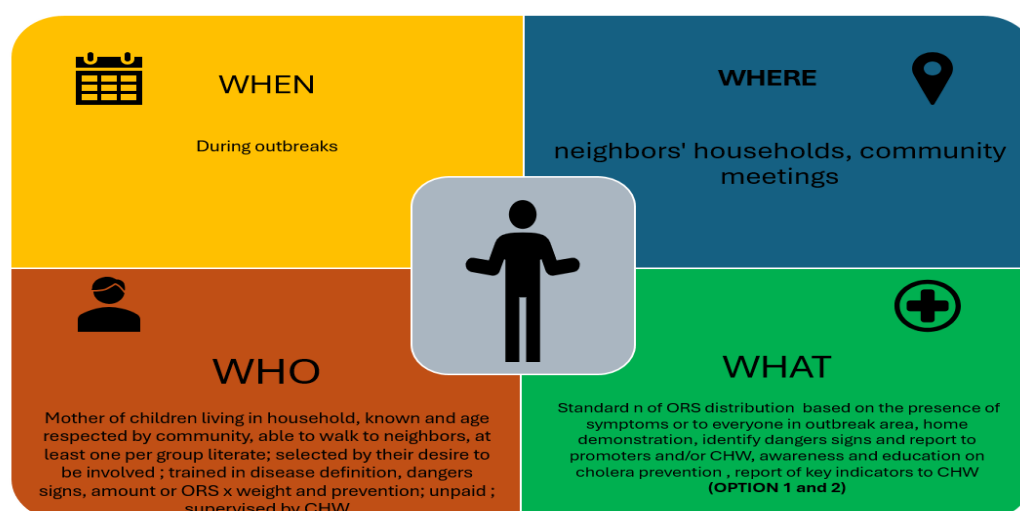 WHEN
During outbreaks
WHERE
neighbors' households, community
meetings
WHO
Mother of children living in household, known and age
respected by community, able to walk to neighbors, at
least one per group literate; selected by their desire to
be involved ; trained in disease definition, dangers
signs, amount or ORS x weight and prevention; unpaid ;
supervised by CHW
WHAT
Standard n of ORS distribution based on the presence of
symptoms or to everyone in outbreak area, home
demonstration, identify dangers signs and report to
promoters and/or CHW, awareness and education on
cholera prevention , report of key indicators to CHW
(OPTION 1 and 2)